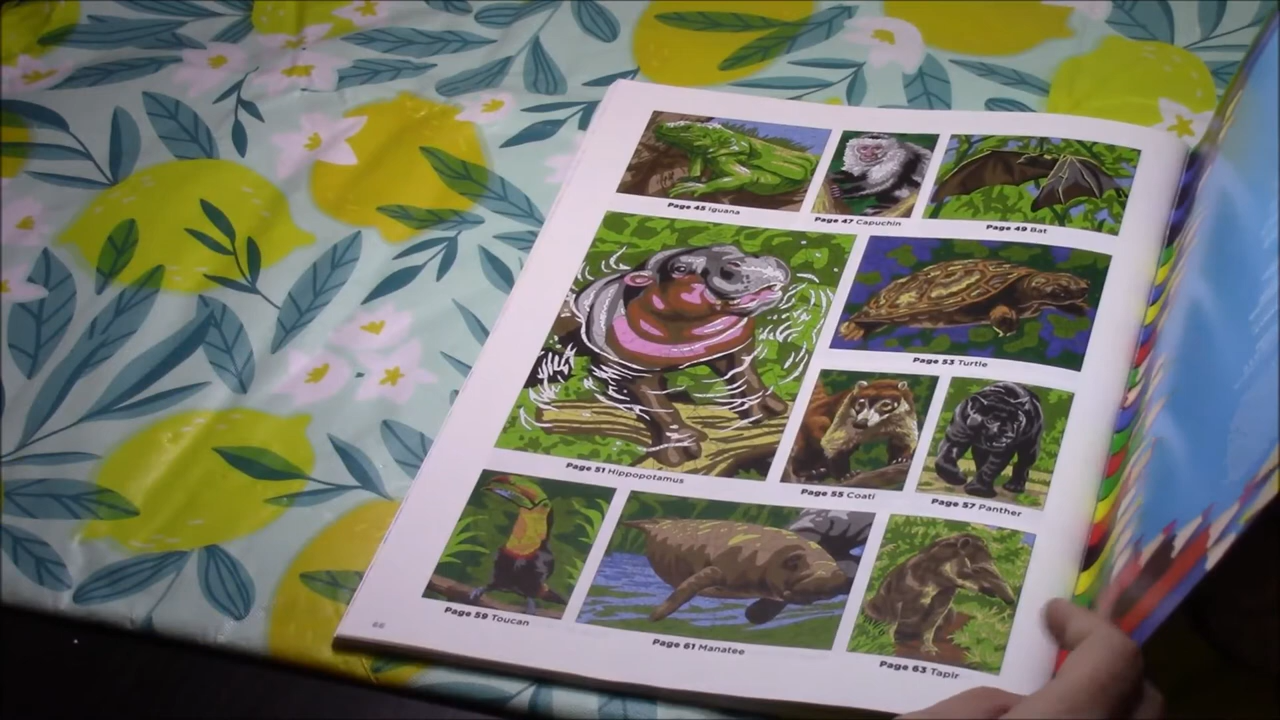 Page 45 Iguana
Page 47 Capuchin
Page 49 Bat
Page 53 Turtle
Page 51 Hippopotamus
Page 55 Coati
Page 57 Panther
Page 59 Toucan
Page 61 Manatee
Page 63 Tapir
66